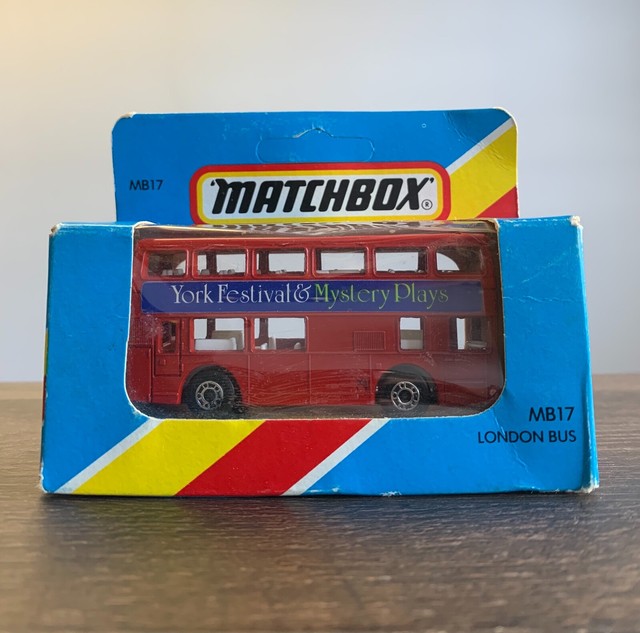 MB17
'MATCHBOX' ®
York Festival & Mystery Plays
MB17
LONDON BUS